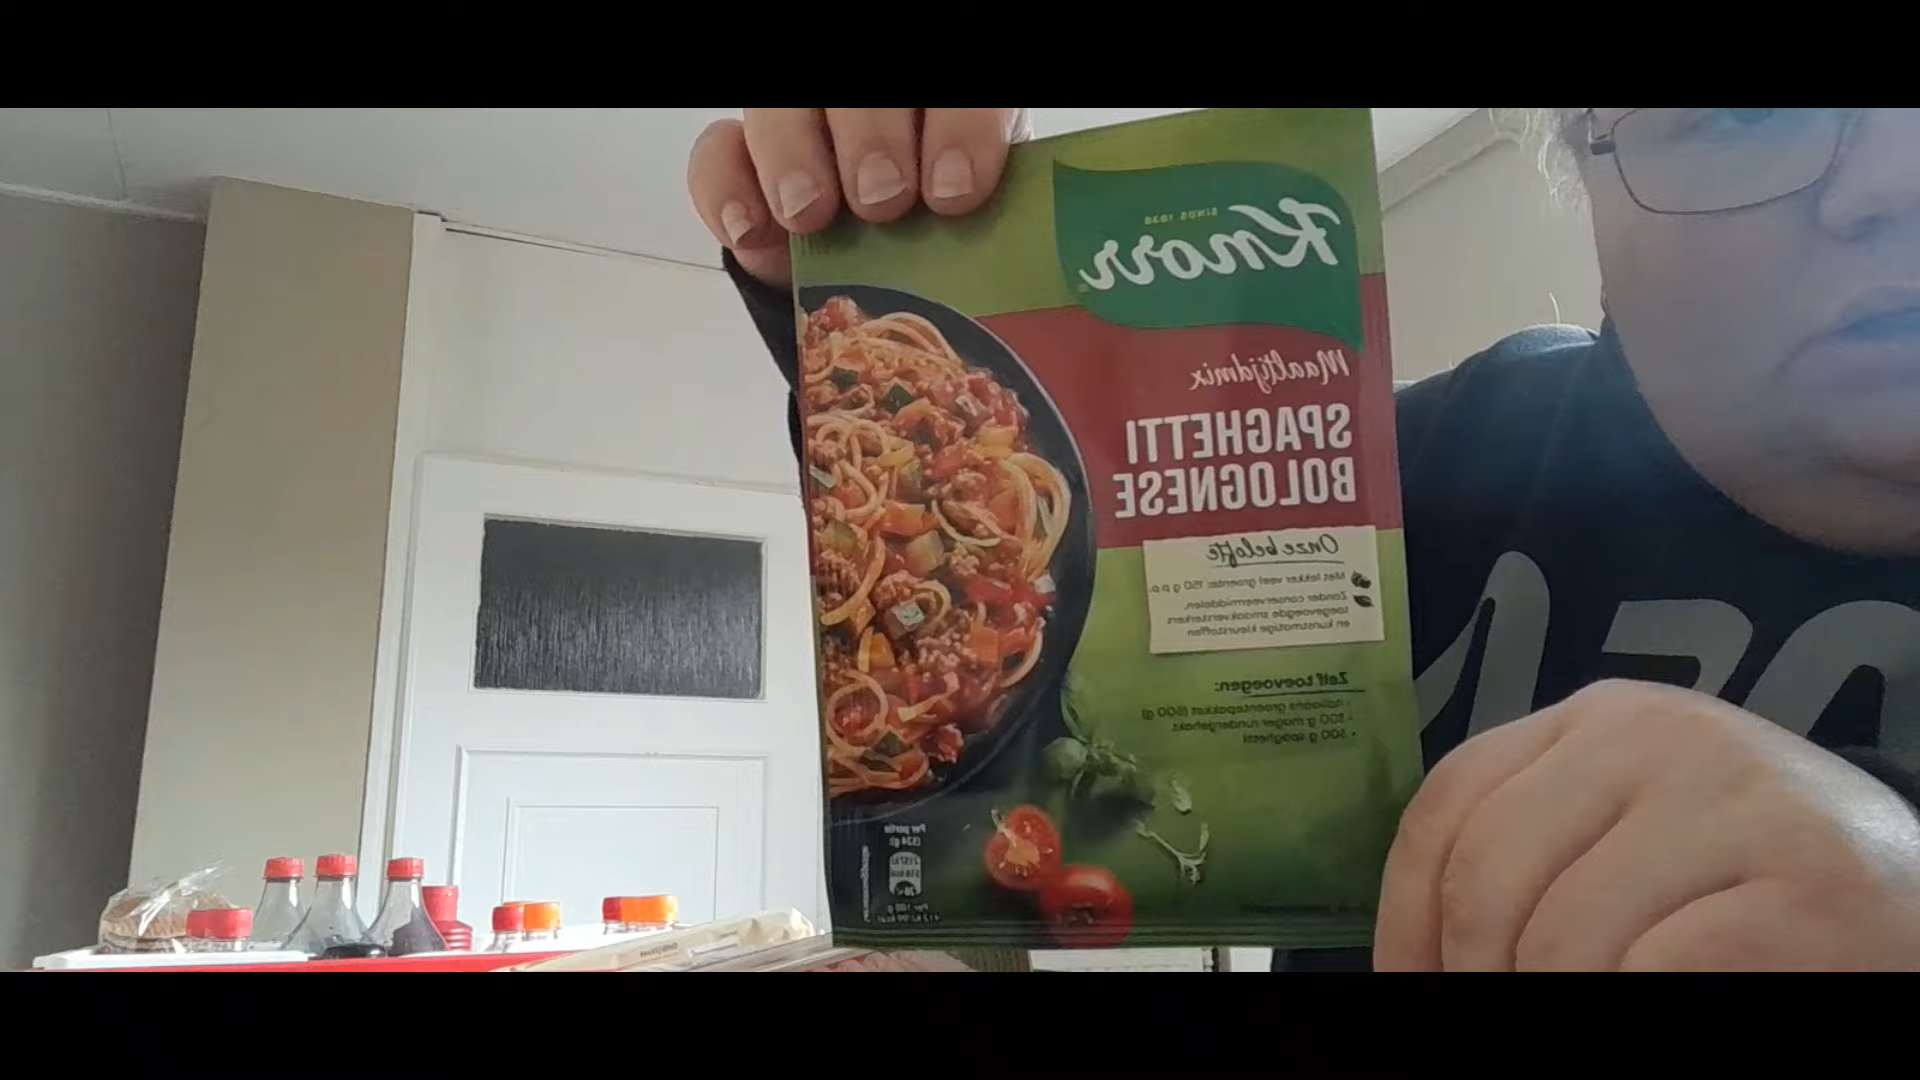 Knorr
SINDS 1838
Maaltijdmix
SPAGHETTI
BOLOGNESE
Onze belofte
Met lekker veel groente: 150 g p.p.
Zonder conserveermiddelen,
toegevoegde smaakversterkers
en kunstmatige kleurstoffen
Zelf toevoegen:
• Italiaans groentepakket (600 g)
• 300 g mager rundergehakt
• 300 g spaghetti
Per portie
(534 g):
Per 100 g